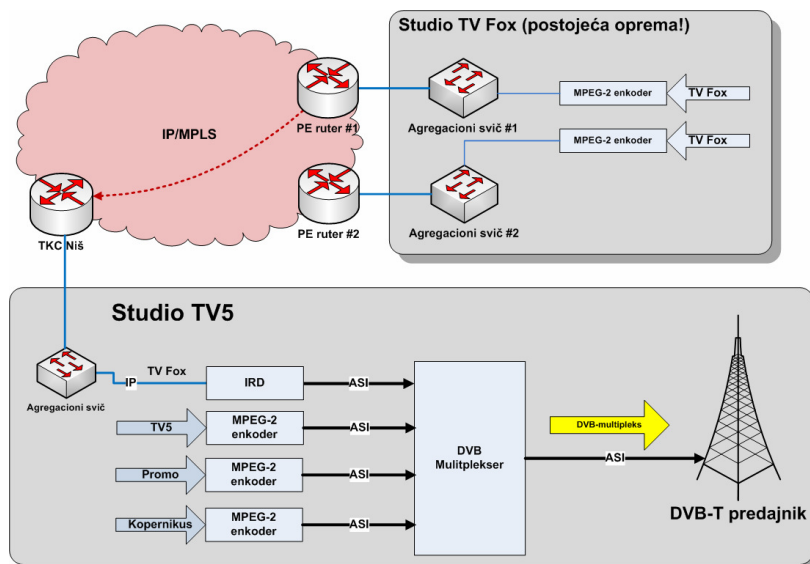 Studio TV Fox (postojeća oprema!)
PE ruter #1
Agregacioni svič #1
MPEG-2 enkoder
TV Fox
MPEG-2 enkoder
TV Fox
IP/MPLS
PE ruter #2
Agregacioni svič #2
TKC Niš
Studio TV5
Agregacioni svič
IP
TV Fox
IRD
ASI
TV5
MPEG-2
enkoder
ASI
Promo
MPEG-2
enkoder
ASI
Kopernikus
MPEG-2
enkoder
ASI
DVB
Mulitplekser
DVB-multipleks
ASI
DVB-T predajnik